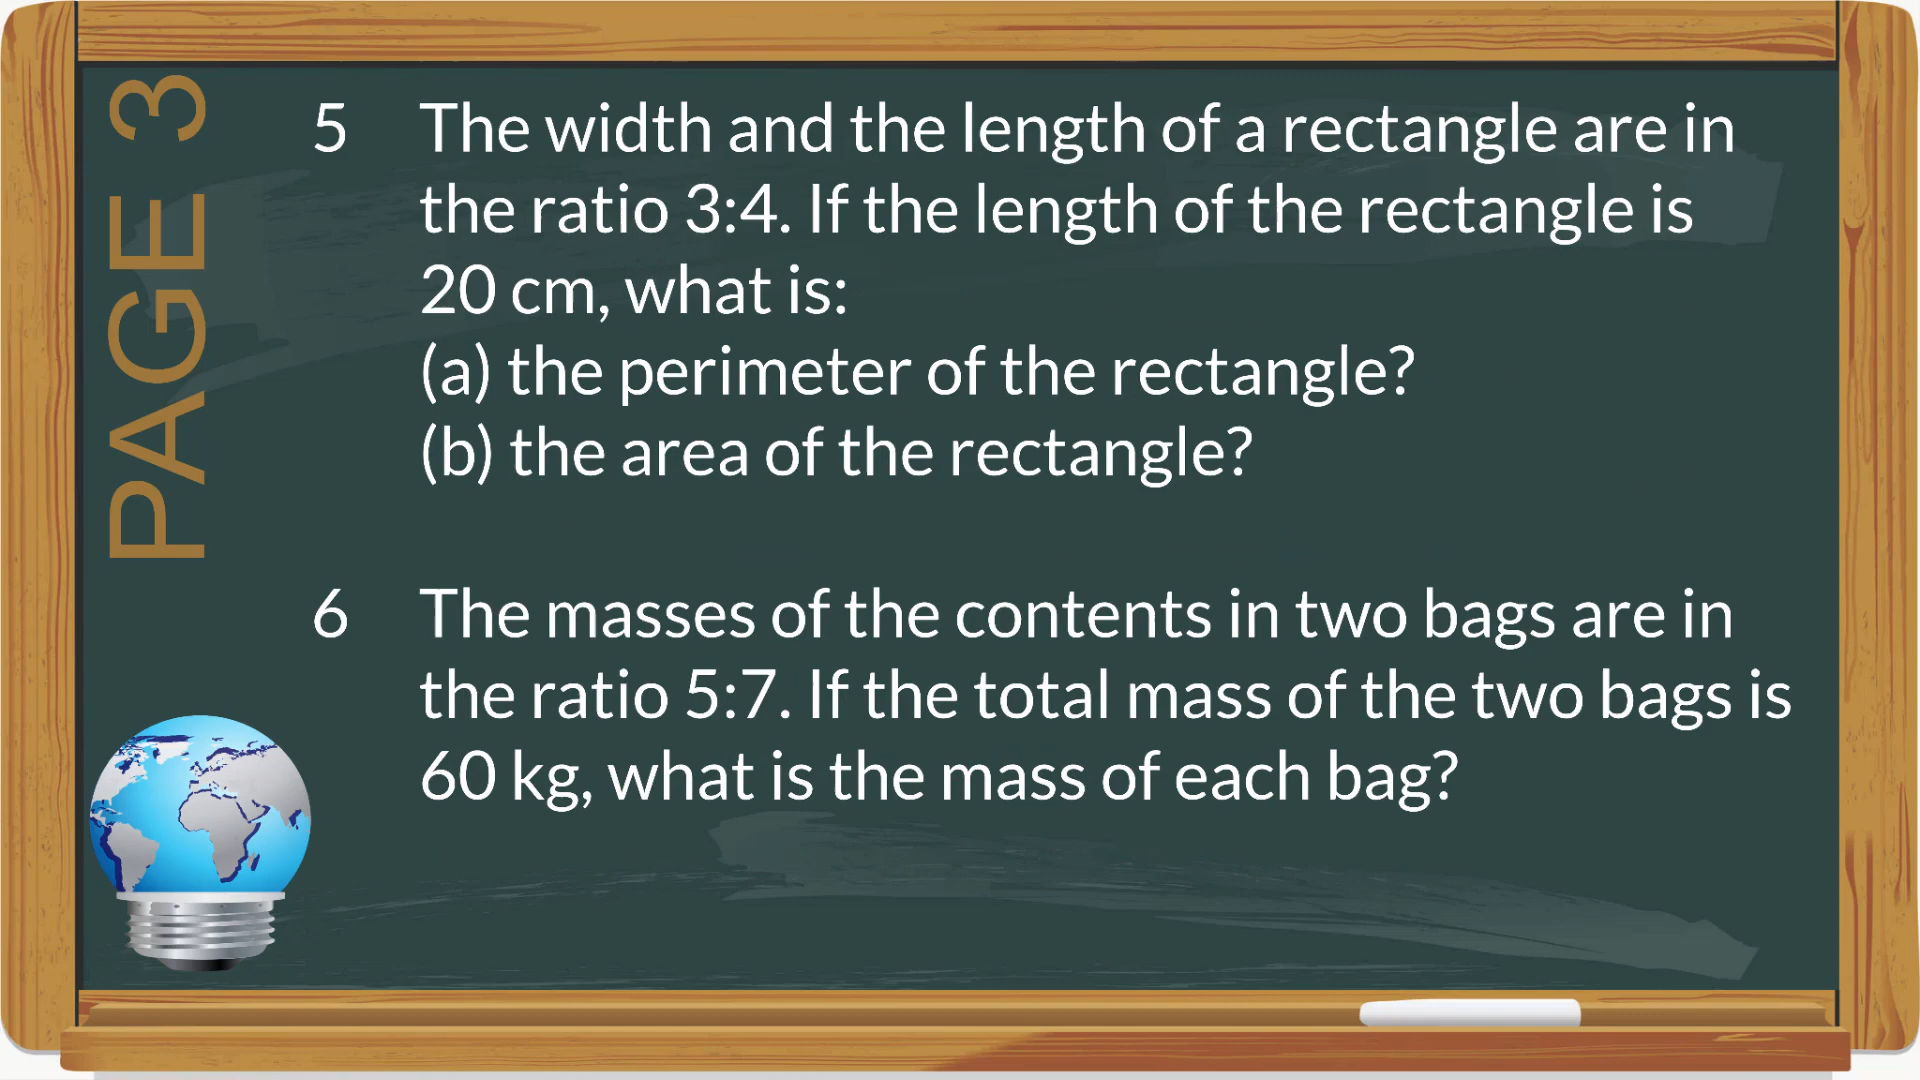 PAGE 3
5 The width and the length of a rectangle are in
the ratio 3:4. If the length of the rectangle is
20 cm, what is:
(a) the perimeter of the rectangle?
(b) the area of the rectangle?
6 The masses of the contents in two bags are in
the ratio 5:7. If the total mass of the two bags is
60 kg, what is the mass of each bag?